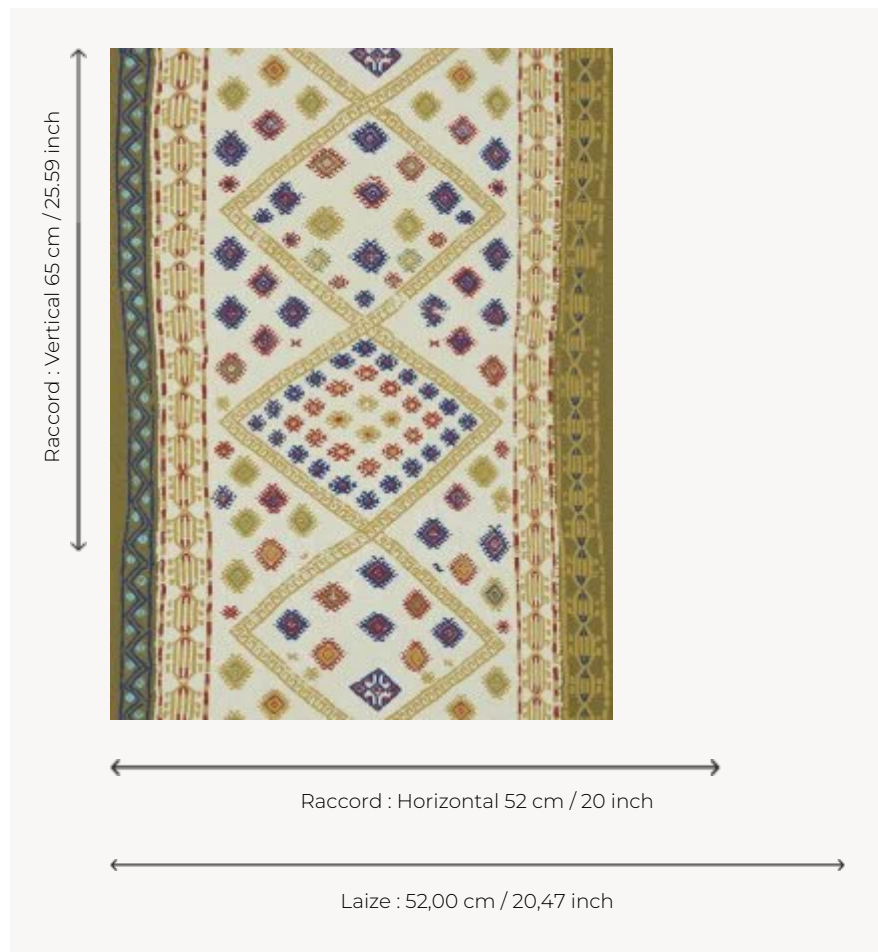 Raccord : Vertical 65 cm / 25.59 inch
Raccord : Horizontal 52 cm / 20 inch
Laize : 52,00 cm / 20,47 inch